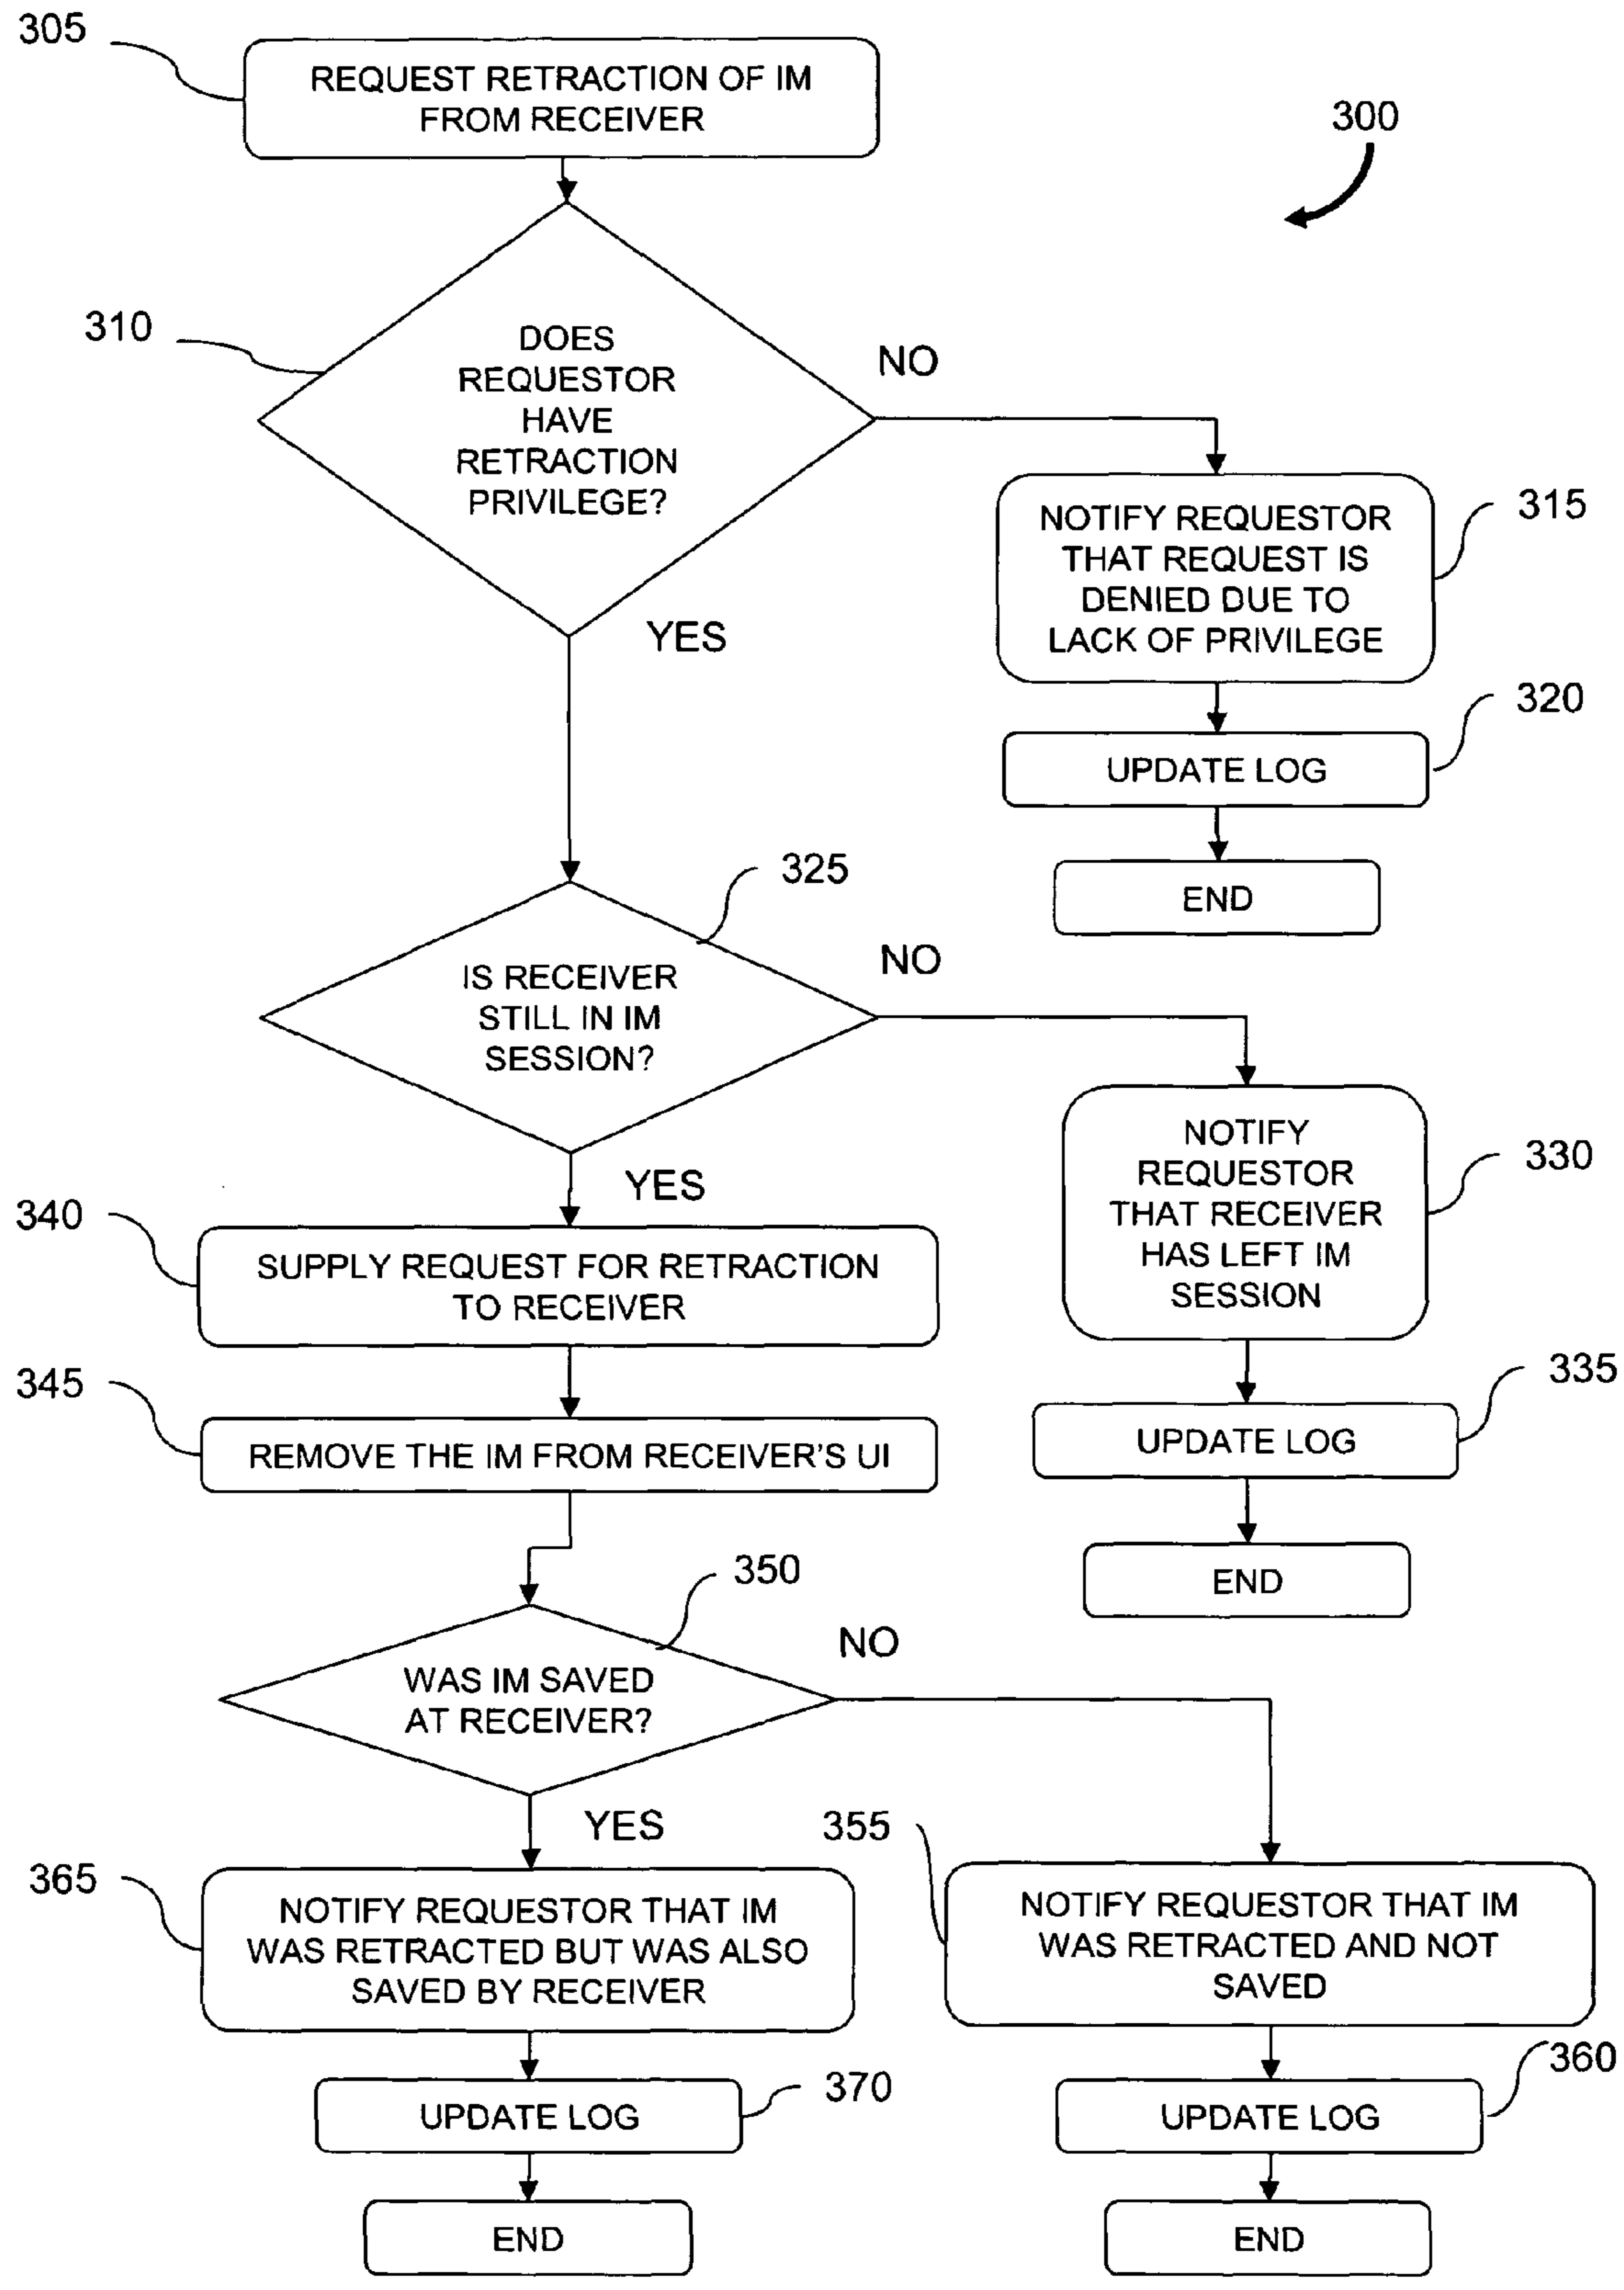 305
REQUEST RETRACTION OF IM
FROM RECEIVER
300
310
DOES
REQUESTOR
HAVE
RETRACTION
PRIVILEGE?
NO
YES
315
NOTIFY REQUESTOR
THAT REQUEST IS
DENIED DUE TO
LACK OF PRIVILEGE
320
UPDATE LOG
END
325
IS RECEIVER
STILL IN IM
SESSION?
NO
YES
330
NOTIFY
REQUESTOR
THAT RECEIVER
HAS LEFT IM
SESSION
335
UPDATE LOG
END
340
SUPPLY REQUEST FOR RETRACTION
TO RECEIVER
345
REMOVE THE IM FROM RECEIVER'S UI
350
WAS IM SAVED
AT RECEIVER?
NO
YES
355
NOTIFY REQUESTOR THAT IM
WAS RETRACTED AND NOT
SAVED
360
UPDATE LOG
END
365
NOTIFY REQUESTOR THAT IM
WAS RETRACTED BUT WAS ALSO
SAVED BY RECEIVER
370
UPDATE LOG
END